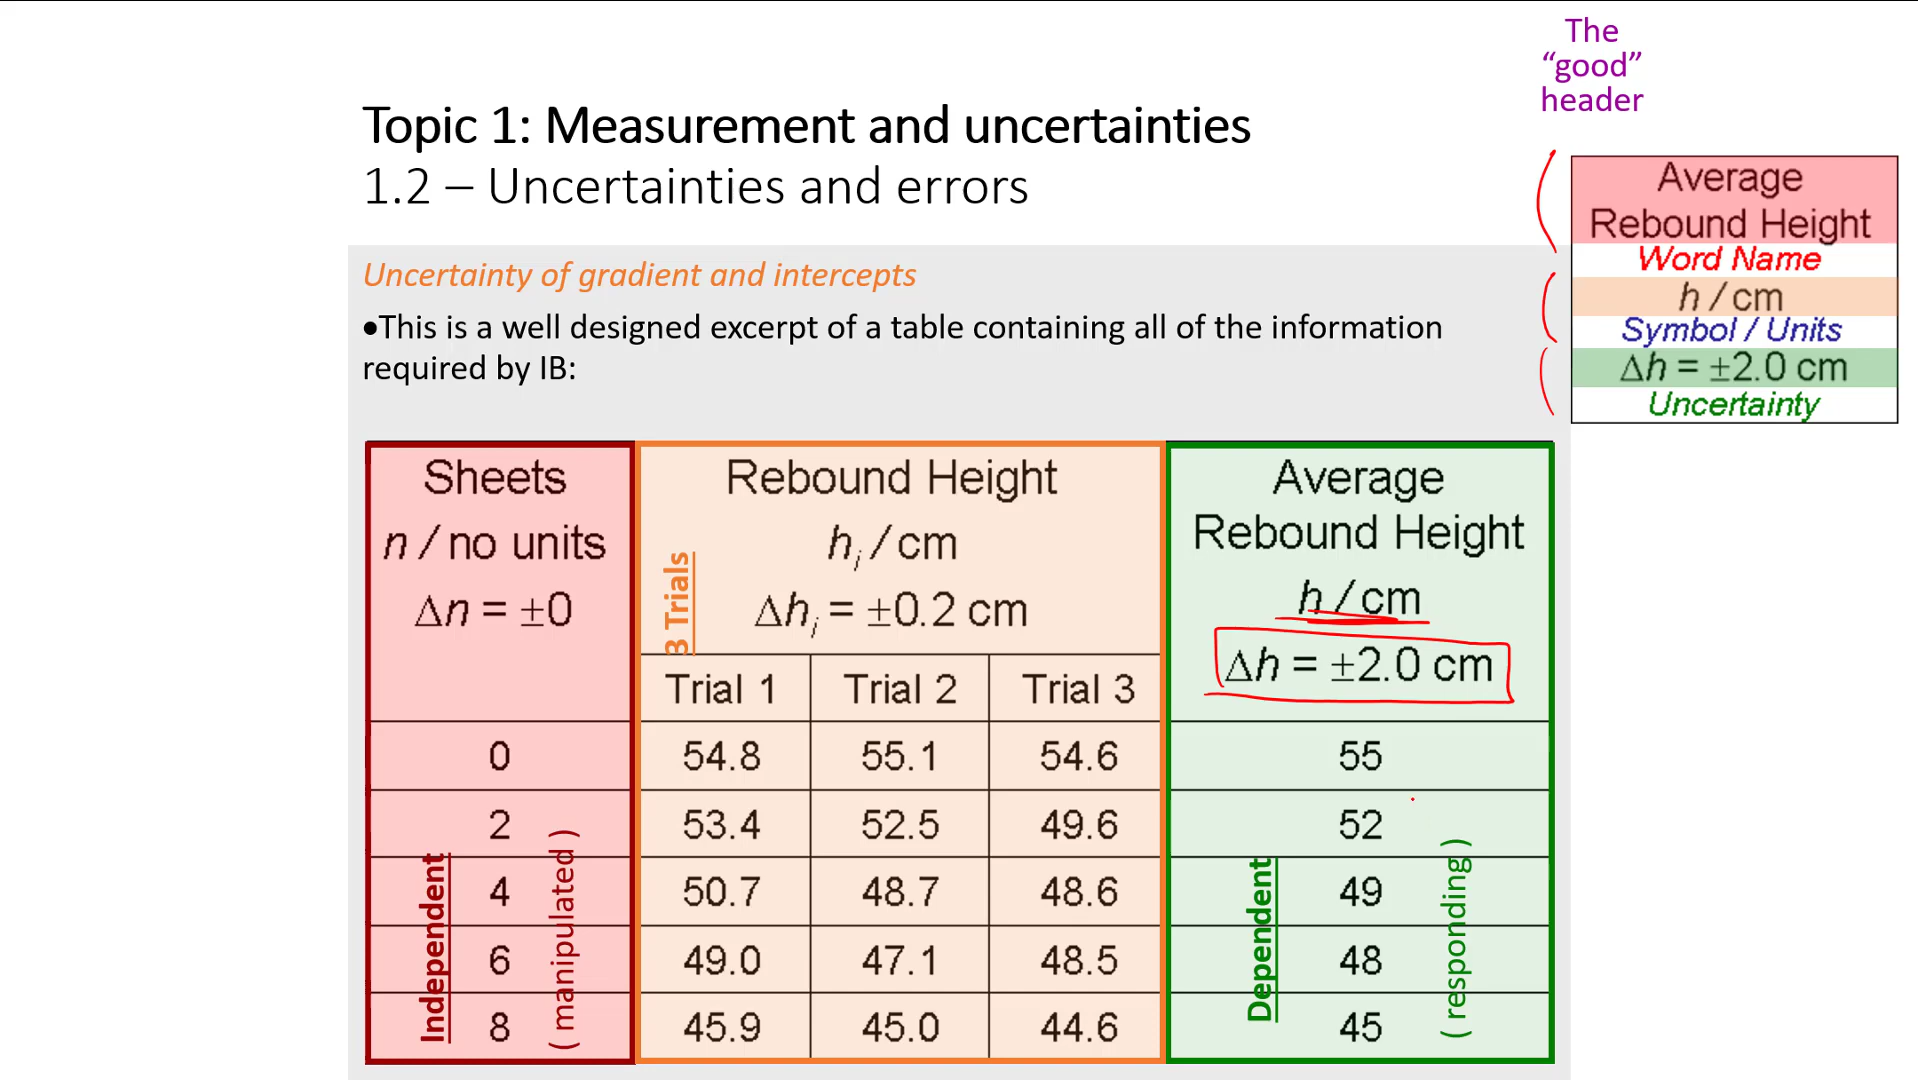 The
“good”
header
Topic 1: Measurement and uncertainties
1.2 – Uncertainties and errors
Average
Rebound Height
Word Name
h / cm
Symbol / Units
Δh = ±2.0 cm
Uncertainty
Uncertainty of gradient and intercepts
•This is a well designed excerpt of a table containing all of the information
required by IB:
Sheets
n / no units
Δn = ±0
Rebound Height
hi / cm
Δhi = ±0.2 cm
3 Trials
Average
Rebound Height
h / cm
Δh = ±2.0 cm
Trial 1 Trial 2 Trial 3
0 54.8 55.1 54.6 55
2 53.4 52.5 49.6 52
4 50.7 48.7 48.6 49
6 49.0 47.1 48.5 48
8 45.9 45.0 44.6 45
Independent
( manipulated )
Dependent
( responding )